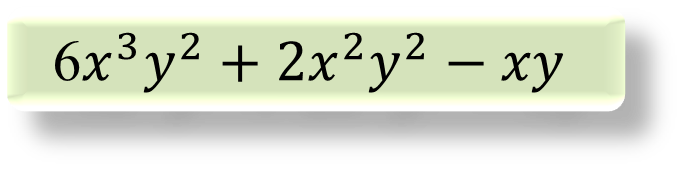 6x³y² + 2x²y² − xy